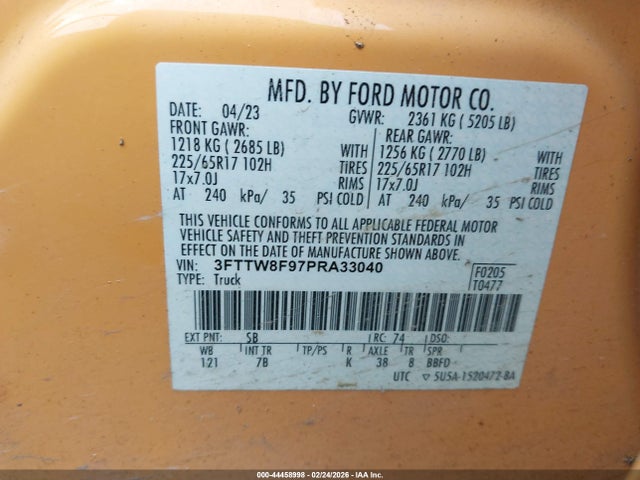 MFD. BY FORD MOTOR CO.
DATE: 04/23 GVWR: 2361 KG ( 5205 LB)
FRONT GAWR: REAR GAWR:
1218 KG ( 2685 LB) WITH 1256 KG ( 2770 LB) WITH
225/65R17 102H TIRES 225/65R17 102H TIRES
17x7.0J RIMS 17x7.0J RIMS
AT 240 kPa/ 35 PSI COLD AT 240 kPa/ 35 PSI COLD
THIS VEHICLE CONFORMS TO ALL APPLICABLE FEDERAL MOTOR
VEHICLE SAFETY AND THEFT PREVENTION STANDARDS IN
EFFECT ON THE DATE OF MANUFACTURE SHOWN ABOVE.
VIN: 3FTTW8F97PRA33040 F0205
TYPE: Truck T0477
EXT PNT: SB RC: 74 DSO:
WB INT TR TP/PS R AXLE TR SPR
121 7B K 38 8 BBFD
UTC ▽ 5U5A-1520472-BA
000-44458998 - 02/24/2026 - IAA Inc.